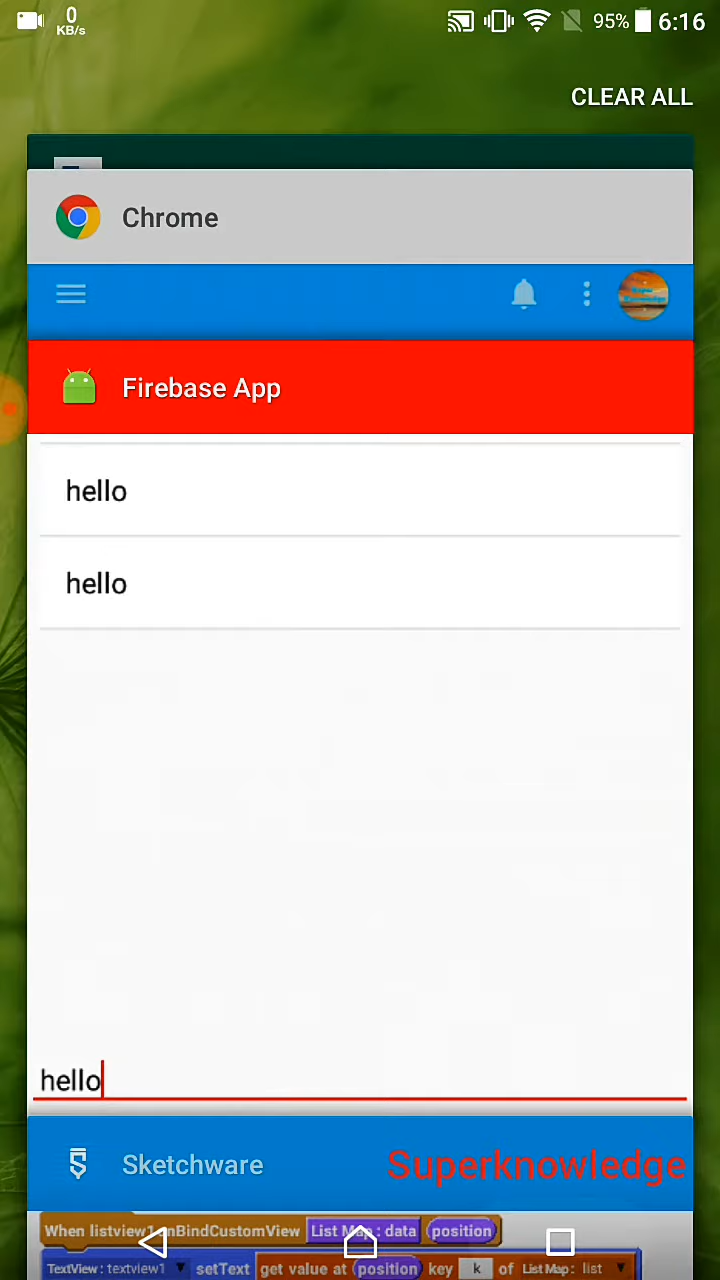 0
KB/s
95% 6:16
CLEAR ALL
Chrome
Firebase App
hello
hello
hello
Sketchware
Superknowledge
When listview1 onBindCustomView List Map : data position
TextView : textview1 setText get value at position key k of List Map : list